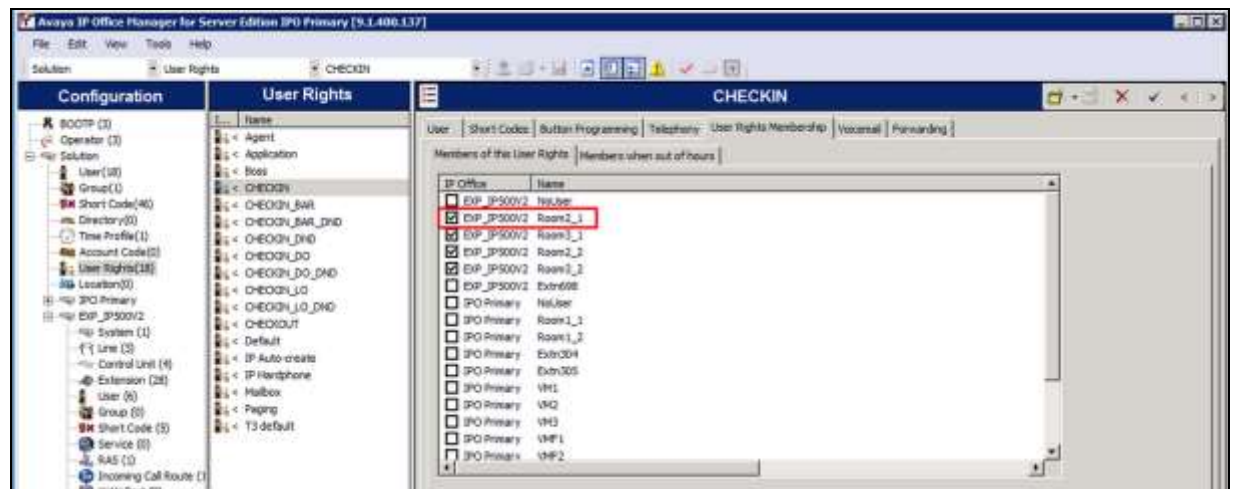 Avaya IP Office Manager for Server Edition IPO Primary [9.1.400.137]
File Edit View Tools Help
Solution User Rights CHECKIN
Configuration
BOOTP (3)
Operator (3)
Solution
User(18)
Group(1)
Short Code(46)
Directory(0)
Time Profile(1)
Account Code(0)
User Rights(18)
Location(0)
IPO Primary
EXP_IP500V2
System (1)
Line (3)
Control Unit (4)
Extension (28)
User (6)
Group (0)
Short Code (5)
Service (0)
RAS (1)
Incoming Call Route
User Rights
Name
Agent
Application
Boss
CHECKIN
CHECKIN_BAR
CHECKIN_BAR_DND
CHECKIN_DND
CHECKIN_DO
CHECKIN_DO_DND
CHECKIN_LO
CHECKIN_LO_DND
CHECKOUT
Default
IP Auto-create
IP Hardphone
Mailbox
Paging
T3 default
CHECKIN
User Short Codes Button Programming Telephony User Rights Membership Voicemail Forwarding
Members of this User Rights Members when out of hours
IP Office Name
EXP_IP500V2 NoUser
EXP_IP500V2 Room2_1
EXP_IP500V2 Room3_1
EXP_IP500V2 Room2_2
EXP_IP500V2 Room3_2
EXP_IP500V2 Extn698
IPO Primary NoUser
IPO Primary Room1_1
IPO Primary Room1_2
IPO Primary Extn304
IPO Primary Extn305
IPO Primary VM1
IPO Primary VM2
IPO Primary VM3
IPO Primary VMF1
IPO Primary VMF2